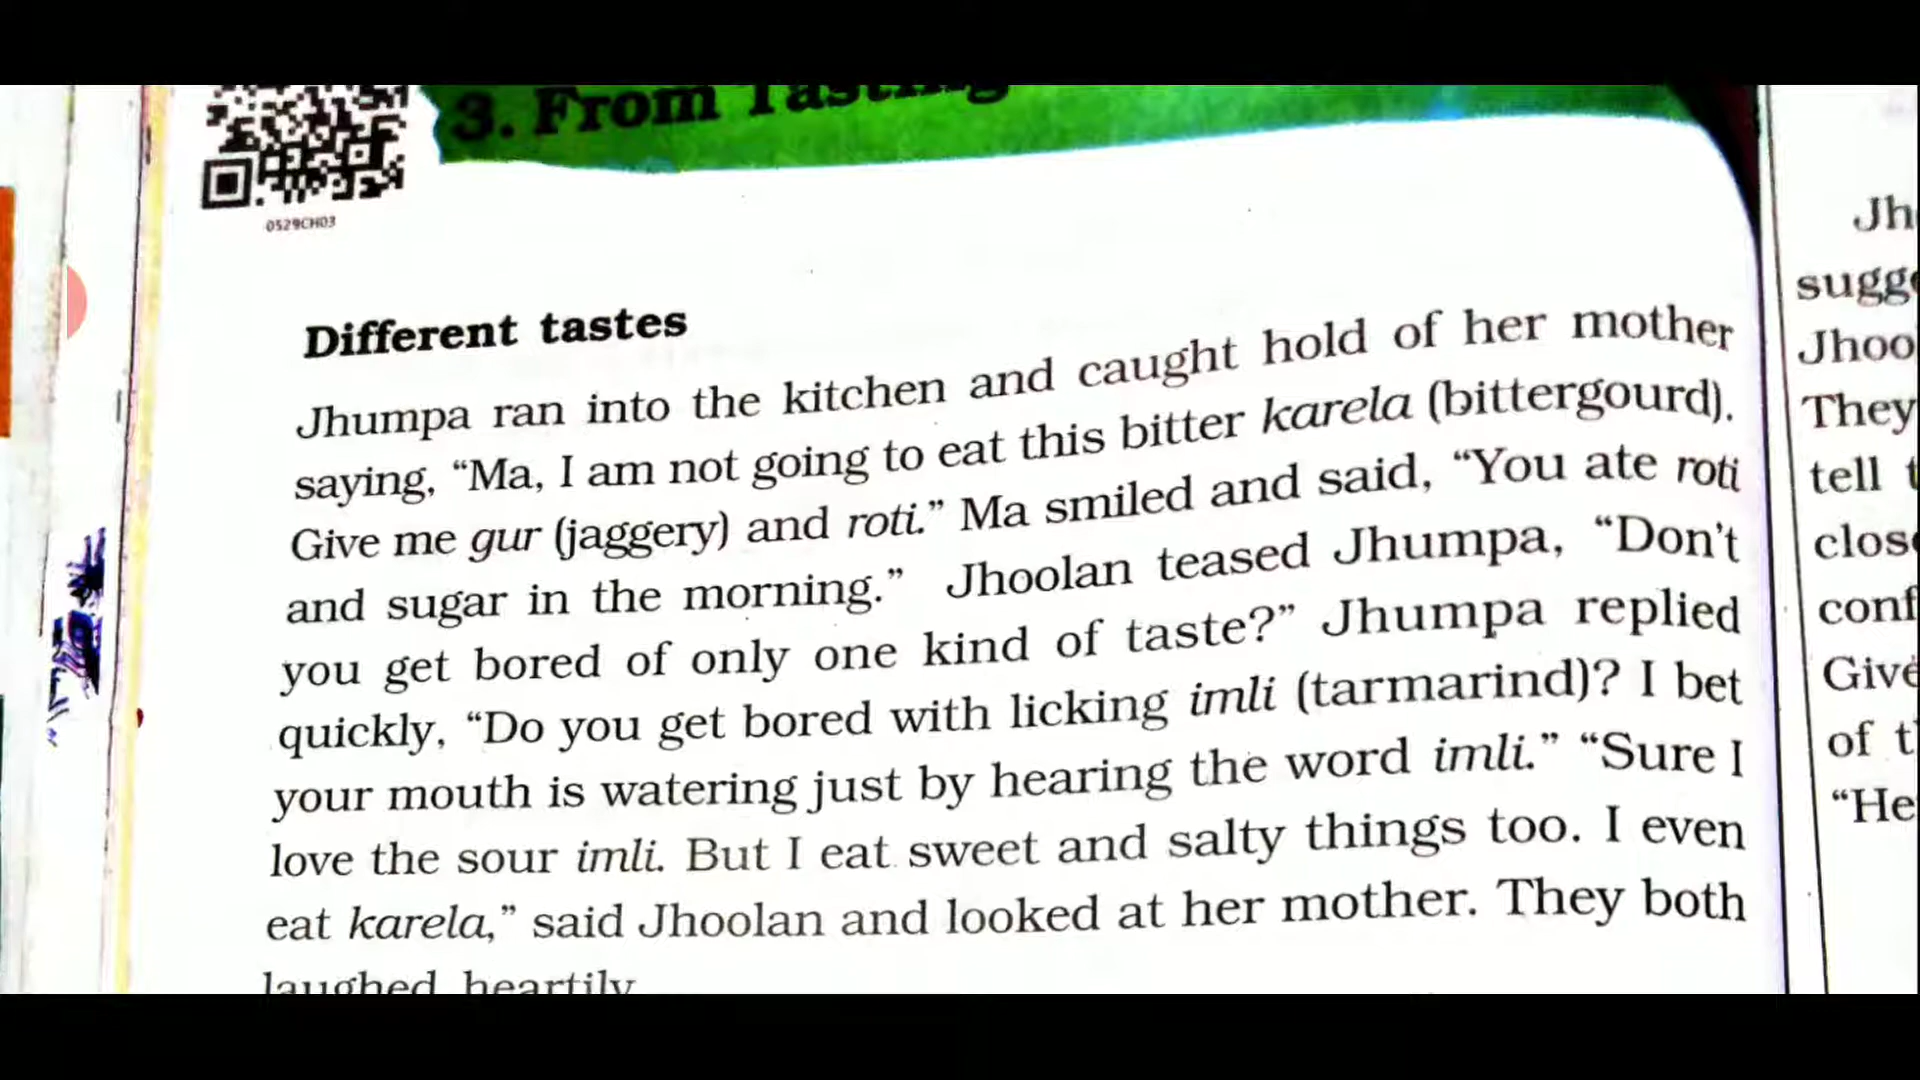 3. From Tasting
0529CH03
Different tastes
Jhumpa ran into the kitchen and caught hold of her mother
saying, “Ma, I am not going to eat this bitter karela (bittergourd).
Give me gur (jaggery) and roti.” Ma smiled and said, “You ate roti
and sugar in the morning.” Jhoolan teased Jhumpa, “Don’t
you get bored of only one kind of taste?” Jhumpa replied
quickly, “Do you get bored with licking imli (tarmarind)? I bet
your mouth is watering just by hearing the word imli.” “Sure I
love the sour imli. But I eat sweet and salty things too. I even
eat karela,” said Jhoolan and looked at her mother. They both
laughed heartily
Jh
sugg
Jhoo
They
tell
clos
conf
Give
of t
“He